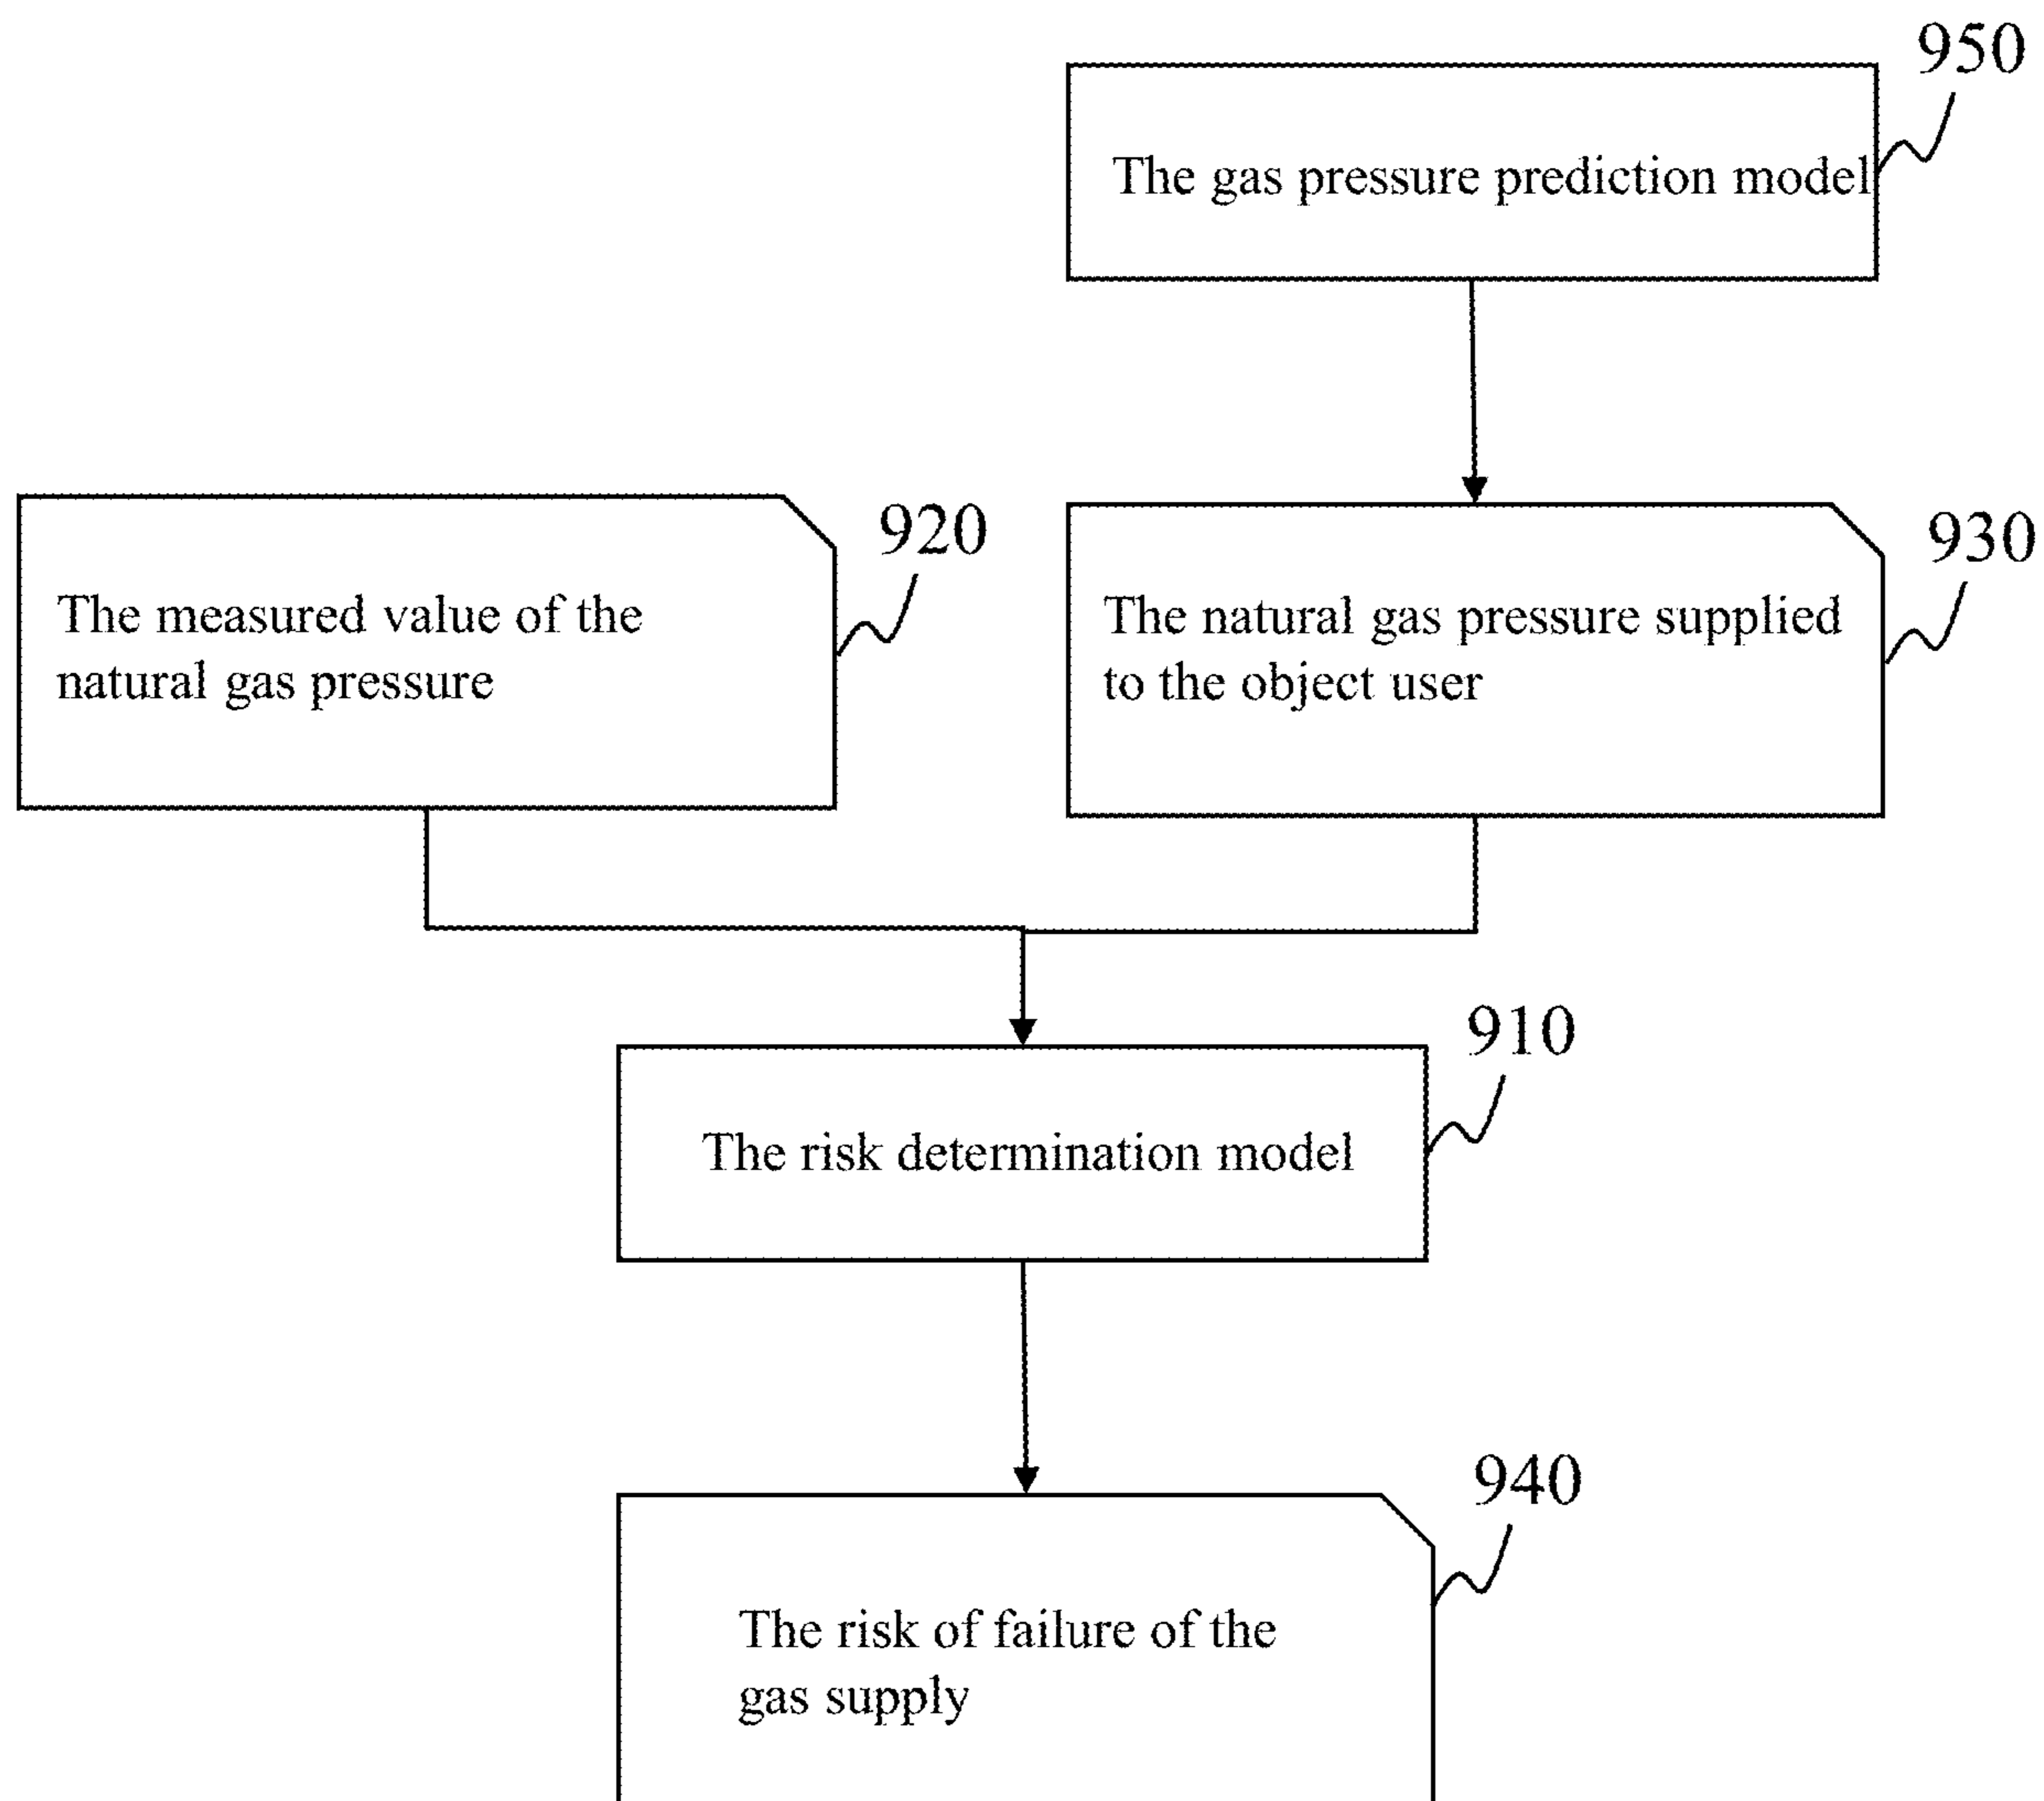 950
The gas pressure prediction model
920
930
The measured value of the
natural gas pressure
The natural gas pressure supplied
to the object user
910
The risk determination model
940
The risk of failure of the
gas supply